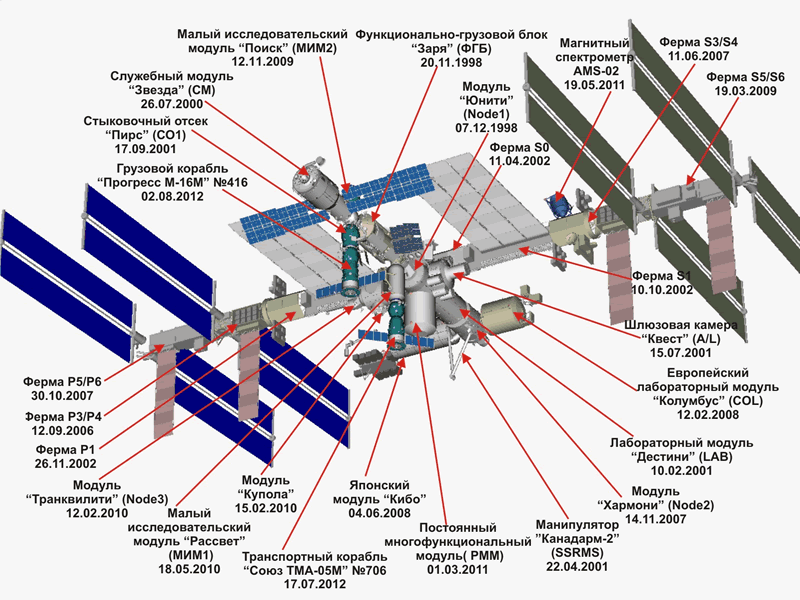 Малый исследовательский
модуль “Поиск” (МИМ2)
12.11.2009
Функционально-грузовой блок
“Заря” (ФГБ)
20.11.1998
Магнитный
спектрометр
AMS-02
19.05.2011
Ферма S3/S4
11.06.2007
Ферма S5/S6
19.03.2009
Служебный модуль
“Звезда” (СМ)
26.07.2000
Модуль
“Юнити”
(Node1)
07.12.1998
Стыковочный отсек
“Пирс” (СО1)
17.09.2001
Ферма S0
11.04.2002
Грузовой корабль
“Прогресс М-16М” №416
02.08.2012
Ферма S1
10.10.2002
Шлюзовая камера
“Квест” (A/L)
15.07.2001
Европейский
лабораторный модуль
“Колумбус” (COL)
12.02.2008
Ферма P5/P6
30.10.2007
Ферма P3/P4
12.09.2006
Ферма P1
26.11.2002
Лабораторный модуль
“Дестини” (LAB)
10.02.2001
Модуль
“Транквилити” (Node3)
12.02.2010
Модуль
“Купола”
15.02.2010
Японский
модуль “Кибо”
04.06.2008
Модуль
“Хармони” (Node2)
14.11.2007
Малый
исследовательский
модуль “Рассвет”
(МИМ1)
18.05.2010
Транспортный корабль
“Союз ТМА-05М” №706
17.07.2012
Постоянный
многофункциональный
модуль( PMM)
01.03.2011
Манипулятор
”Канадарм-2”
(SSRMS)
22.04.2001